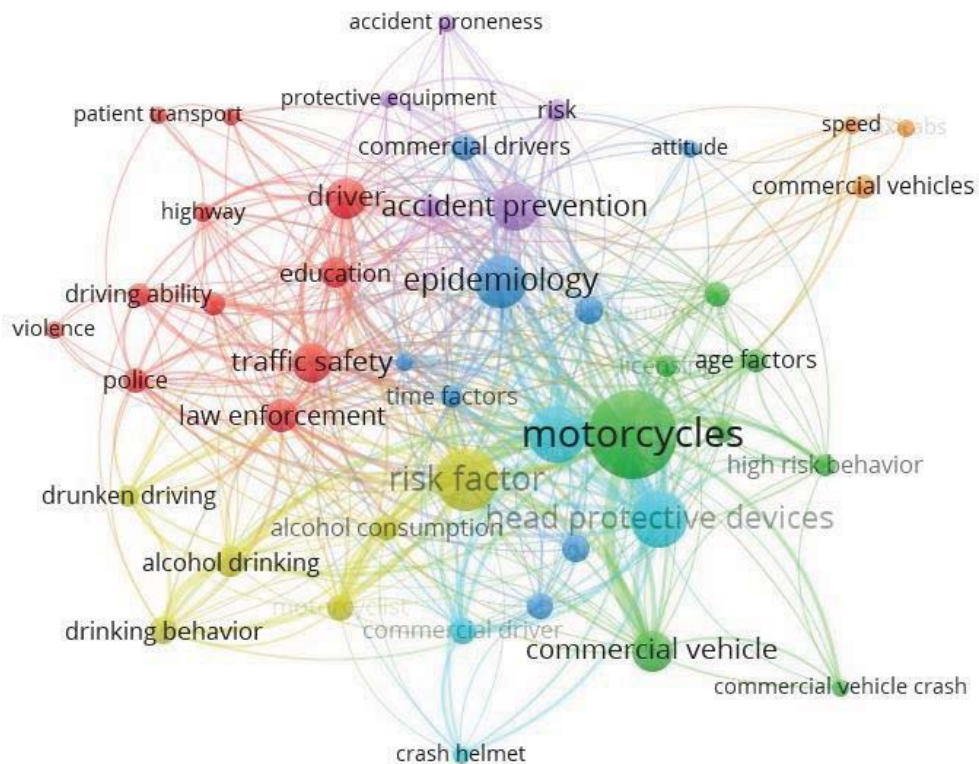 accident proneness
protective equipment
risk
patient transport
speed
commercial drivers
attitude
commercial vehicles
driver
accident prevention
highway
education
epidemiology
driving ability
violence
traffic safety
age factors
police
time factors
law enforcement
motorcycles
high risk behavior
risk factor
drunken driving
head protective devices
alcohol consumption
alcohol drinking
motorcyclist
drinking behavior
commercial driver
commercial vehicle
commercial vehicle crash
crash helmet